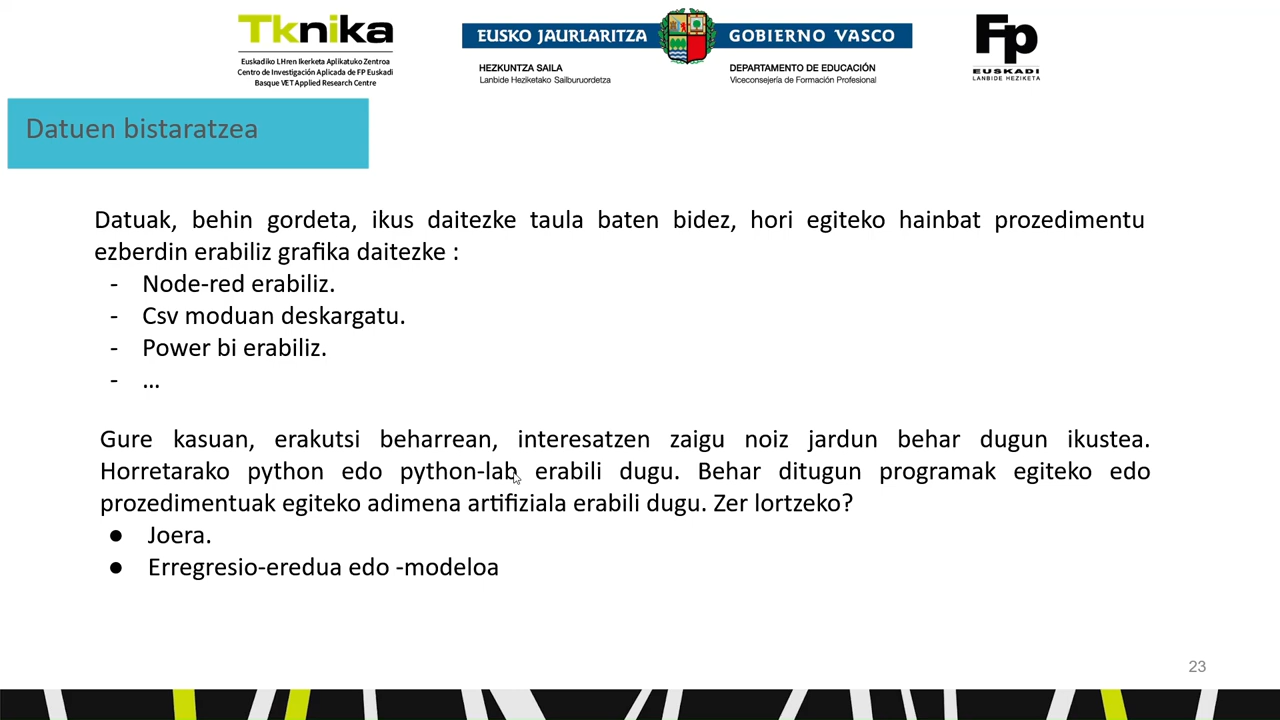 Tknika
Euskadiko LHren Ikerketa Aplikatuko Zentroa
Centro de Investigación Aplicada de FP Euskadi
Basque VET Applied Research Centre
EUSKO JAURLARITZA
GOBIERNO VASCO
HEZKUNTZA SAILA
Lanbide Heziketako Sailburuordetza
DEPARTAMENTO DE EDUCACIÓN
Viceconsejería de Formación Profesional
Fp
EUSKADI
LANBIDE HEZIKETA
Datuen bistaratzea
Datuak, behin gordeta, ikus daitezke taula baten bidez, hori egiteko hainbat prozedimentu
ezberdin erabiliz grafika daitezke :
- Node-red erabiliz.
- Csv moduan deskargatu.
- Power bi erabiliz.
- …
Gure kasuan, erakutsi beharrean, interesatzen zaigu noiz jardun behar dugun ikustea.
Horretarako python edo python-lab erabili dugu. Behar ditugun programak egiteko edo
prozedimentuak egiteko adimena artifiziala erabili dugu. Zer lortzeko?
● Joera.
● Erregresio-eredua edo -modeloa
23